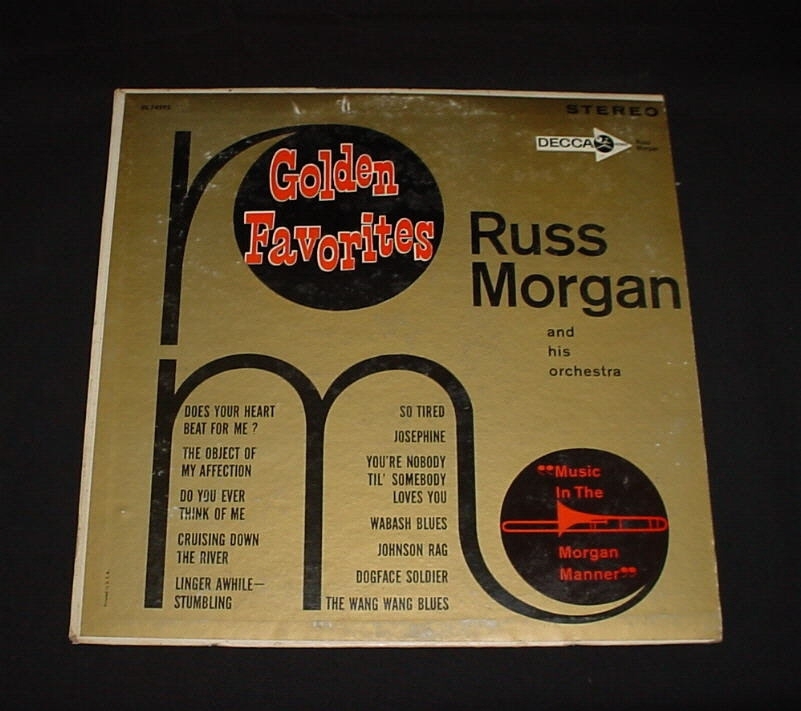 STEREO
DECCA
Russ
Morgan
Golden
Favorites
Russ
Morgan
and
his
orchestra
DOES YOUR HEART
BEAT FOR ME ?
THE OBJECT OF
MY AFFECTION
DO YOU EVER
THINK OF ME
CRUISING DOWN
THE RIVER
LINGER AWHILE—
STUMBLING
SO TIRED
JOSEPHINE
YOU'RE NOBODY
TIL' SOMEBODY
LOVES YOU
WABASH BLUES
JOHNSON RAG
DOGFACE SOLDIER
THE WANG WANG BLUES
“Music
In The
Morgan
Manner”